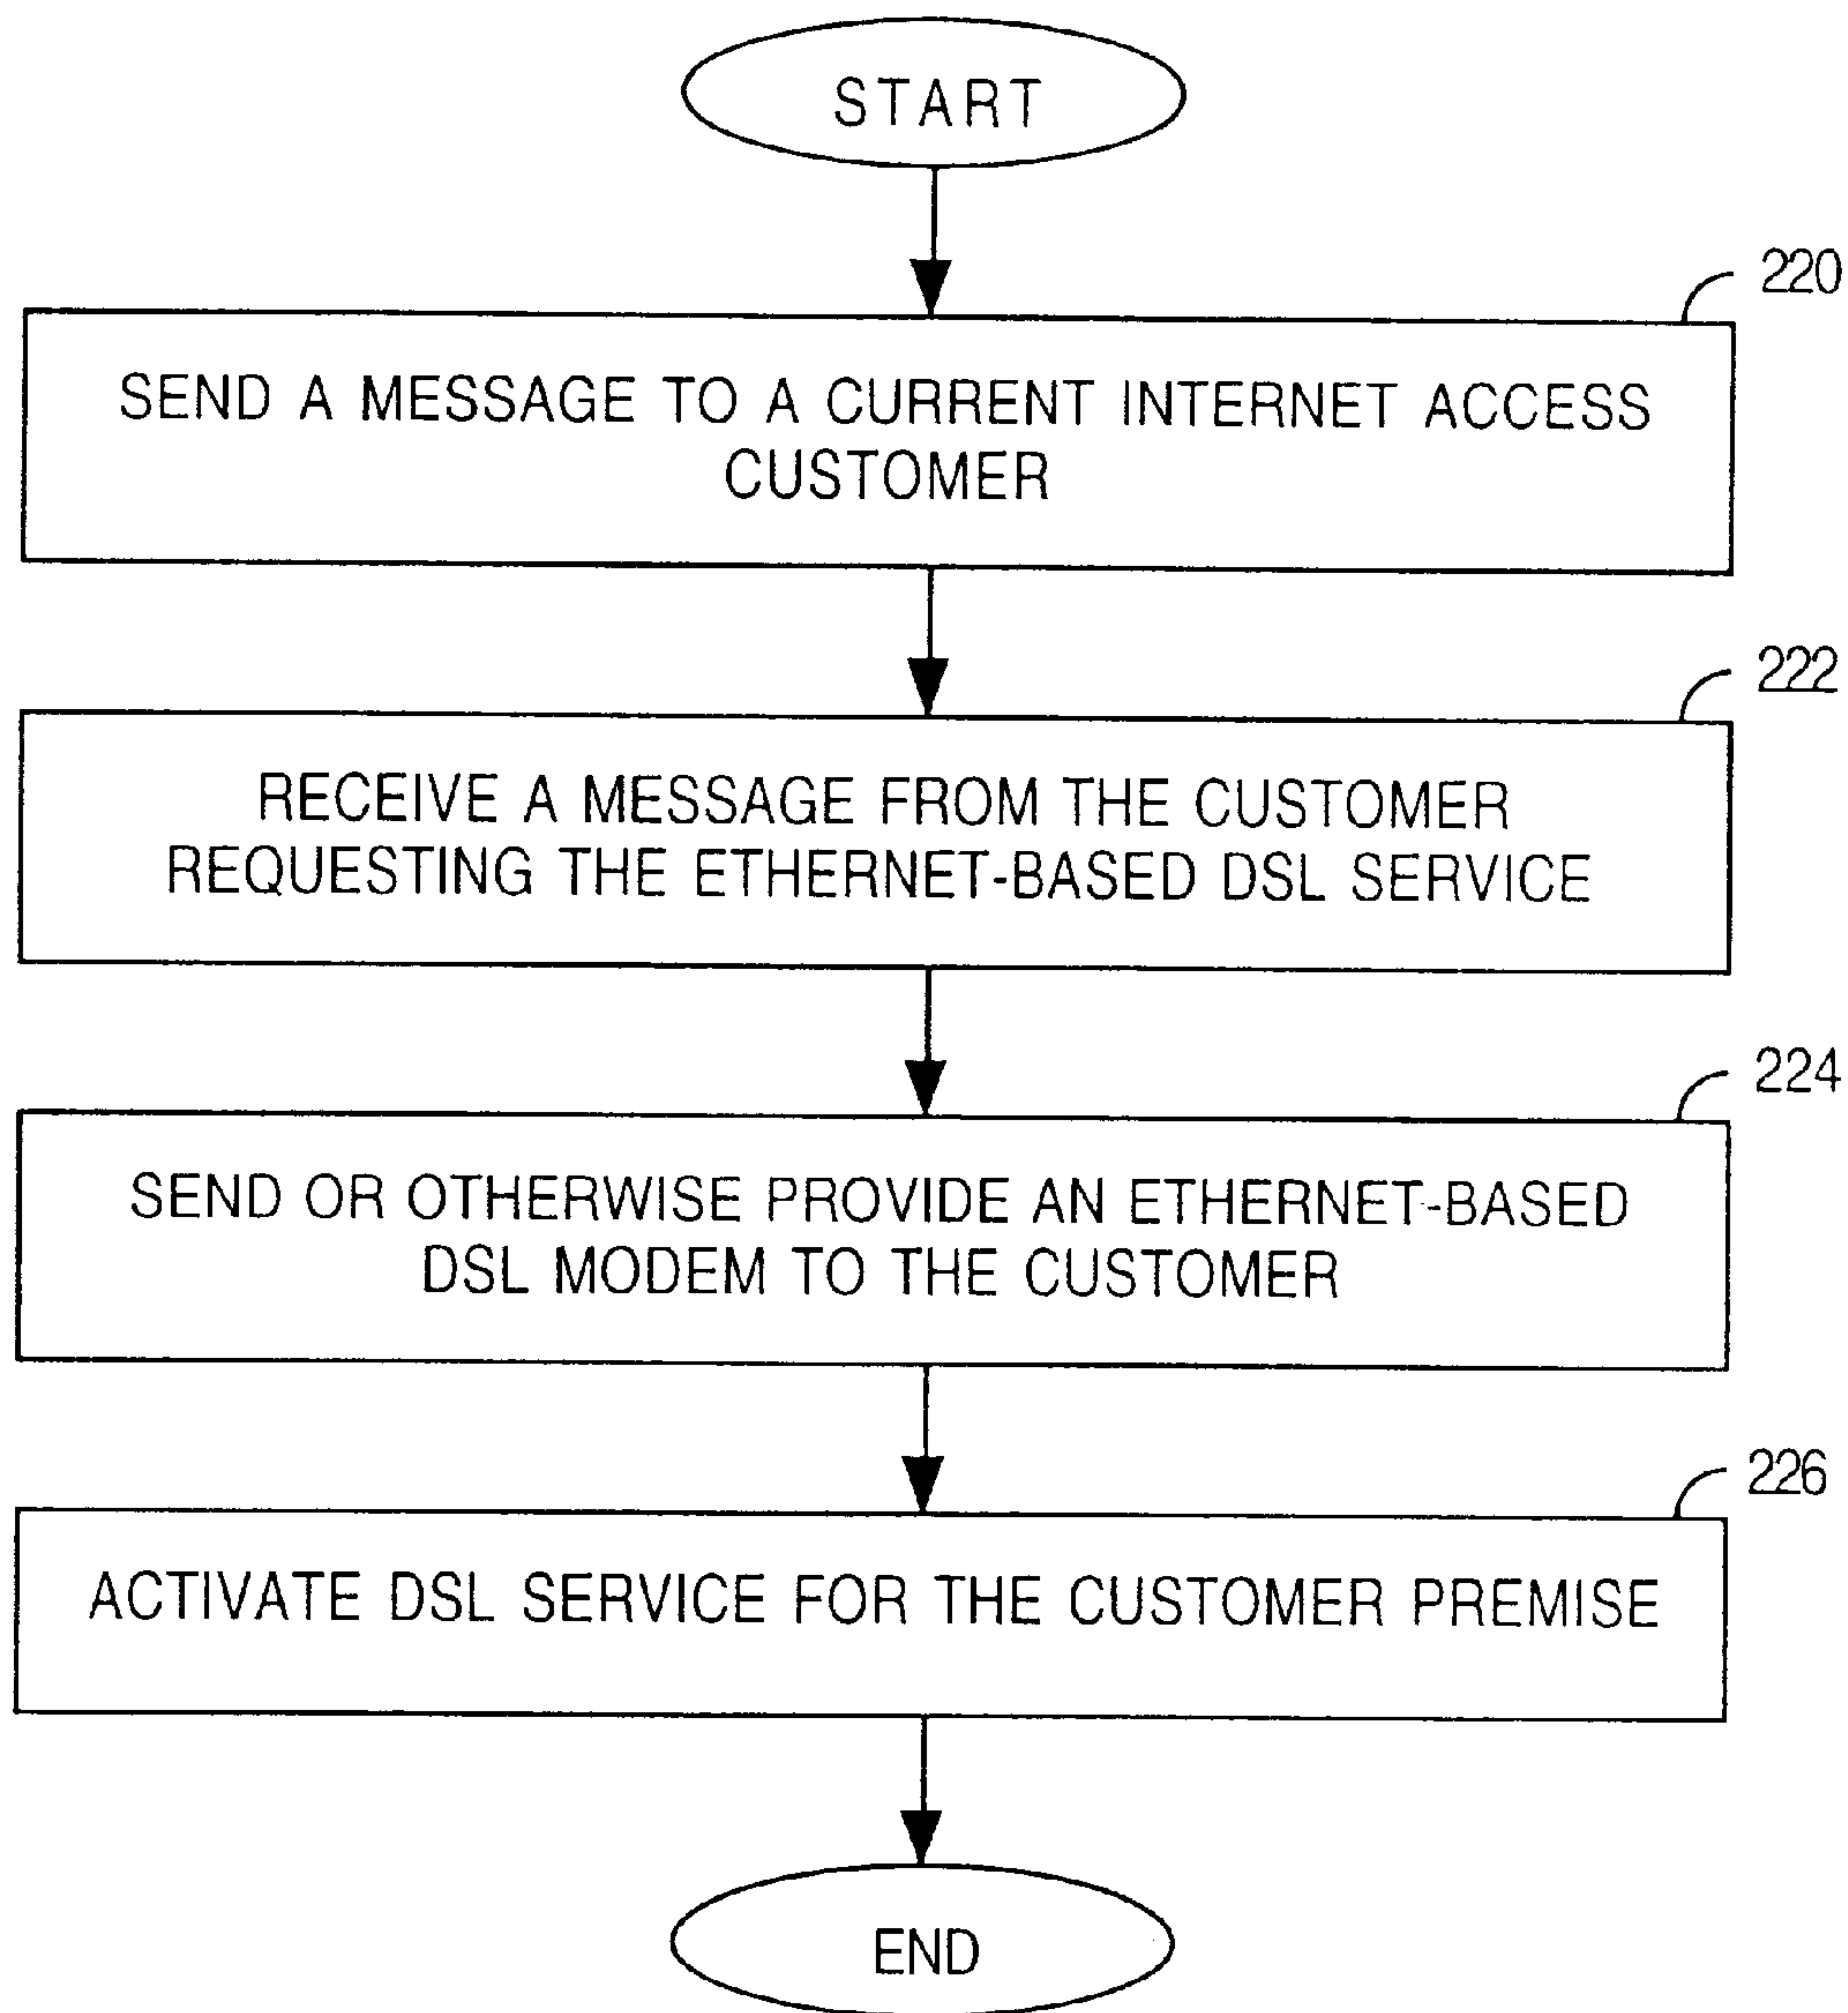 START
220
SEND A MESSAGE TO A CURRENT INTERNET ACCESS
CUSTOMER
222
RECEIVE A MESSAGE FROM THE CUSTOMER
REQUESTING THE ETHERNET-BASED DSL SERVICE
224
SEND OR OTHERWISE PROVIDE AN ETHERNET-BASED
DSL MODEM TO THE CUSTOMER
226
ACTIVATE DSL SERVICE FOR THE CUSTOMER PREMISE
END